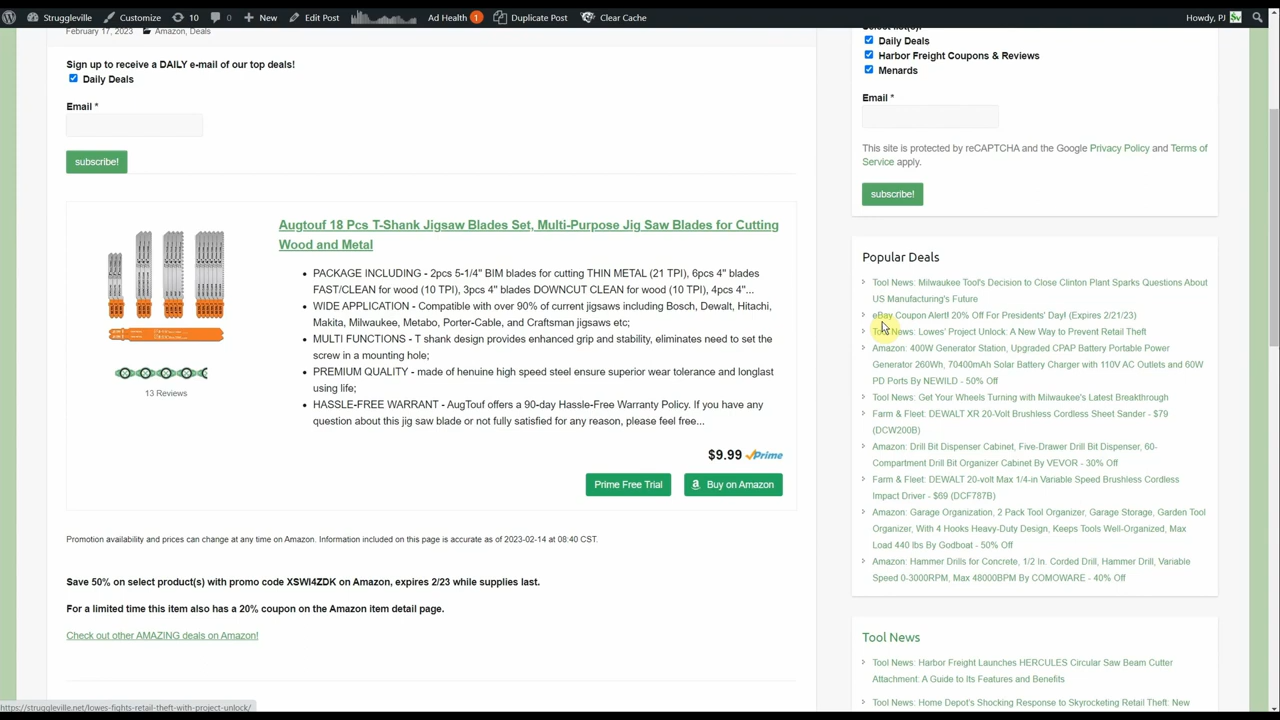 Struggleville
Customize
10
0
New
Edit Post
Ad Health 1
Duplicate Post
Clear Cache
Howdy, PJ
February 17, 2023
Amazon, Deals
Sign up to receive a DAILY e-mail of our top deals!
Daily Deals
Email *
subscribe!
Augtouf 18 Pcs T-Shank Jigsaw Blades Set, Multi-Purpose Jig Saw Blades for Cutting
Wood and Metal
PACKAGE INCLUDING - 2pcs 5-1/4" BIM blades for cutting THIN METAL (21 TPI), 6pcs 4" blades
FAST/CLEAN for wood (10 TPI), 3pcs 4" blades DOWNCUT CLEAN for wood (10 TPI), 4pcs 4"...
WIDE APPLICATION - Compatible with over 90% of current jigsaws including Bosch, Dewalt, Hitachi,
Makita, Milwaukee, Metabo, Porter-Cable, and Craftsman jigsaws etc;
MULTI FUNCTIONS - T shank design provides enhanced grip and stability, eliminates need to set the
screw in a mounting hole;
PREMIUM QUALITY - made of henuine high speed steel ensure superior wear tolerance and longlast
using life;
HASSLE-FREE WARRANT - AugTouf offers a 90-day Hassle-Free Warranty Policy. If you have any
question about this jig saw blade or not fully satisfied for any reason, please feel free...
13 Reviews
$9.99 Prime
Prime Free Trial
Buy on Amazon
Promotion availability and prices can change at any time on Amazon. Information included on this page is accurate as of 2023-02-14 at 08:40 CST.
Save 50% on select product(s) with promo code XSWI4ZDK on Amazon, expires 2/23 while supplies last.
For a limited time this item also has a 20% coupon on the Amazon item detail page.
Check out other AMAZING deals on Amazon!
https://struggleville.net/lowes-fights-retail-theft-with-project-unlock/
Daily Deals
Harbor Freight Coupons & Reviews
Menards
Email *
This site is protected by reCAPTCHA and the Google Privacy Policy and Terms of
Service apply.
subscribe!
Popular Deals
Tool News: Milwaukee Tool's Decision to Close Clinton Plant Sparks Questions About
US Manufacturing's Future
eBay Coupon Alert! 20% Off For Presidents' Day! (Expires 2/21/23)
Tool News: Lowes' Project Unlock: A New Way to Prevent Retail Theft
Amazon: 400W Generator Station, Upgraded CPAP Battery Portable Power
Generator 260Wh, 70400mAh Solar Battery Charger with 110V AC Outlets and 60W
PD Ports By NEWILD - 50% Off
Tool News: Get Your Wheels Turning with Milwaukee's Latest Breakthrough
Farm & Fleet: DEWALT XR 20-Volt Brushless Cordless Sheet Sander - $79
(DCW200B)
Amazon: Drill Bit Dispenser Cabinet, Five-Drawer Drill Bit Dispenser, 60-
Compartment Drill Bit Organizer Cabinet By VEVOR - 30% Off
Farm & Fleet: DEWALT 20-volt Max 1/4-in Variable Speed Brushless Cordless
Impact Driver - $69 (DCF787B)
Amazon: Garage Organization, 2 Pack Tool Organizer, Garage Storage, Garden Tool
Organizer, With 4 Hooks Heavy-Duty Design, Keeps Tools Well-Organized, Max
Load 440 lbs By Godboat - 50% Off
Amazon: Hammer Drills for Concrete, 1/2 In. Corded Drill, Hammer Drill, Variable
Speed 0-3000RPM, Max 48000BPM By COMOWARE - 40% Off
Tool News
Tool News: Harbor Freight Launches HERCULES Circular Saw Beam Cutter
Attachment: A Guide to Its Features and Benefits
Tool News: Home Depot's Shocking Response to Skyrocketing Retail Theft: New